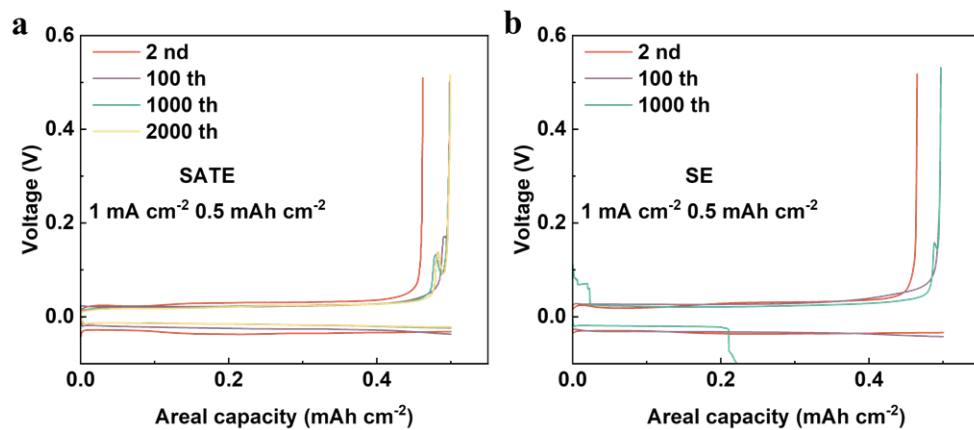 a
0.6
0.4
0.2
0.0
Voltage (V)
2 nd
100 th
1000 th
2000 th
SATE
1 mA cm⁻² 0.5 mAh cm⁻²
0.0
0.2
0.4
Areal capacity (mAh cm⁻²)
b
0.6
0.4
0.2
0.0
Voltage (V)
2 nd
100 th
1000 th
SE
1 mA cm⁻² 0.5 mAh cm⁻²
0.0
0.2
0.4
Areal capacity (mAh cm⁻²)